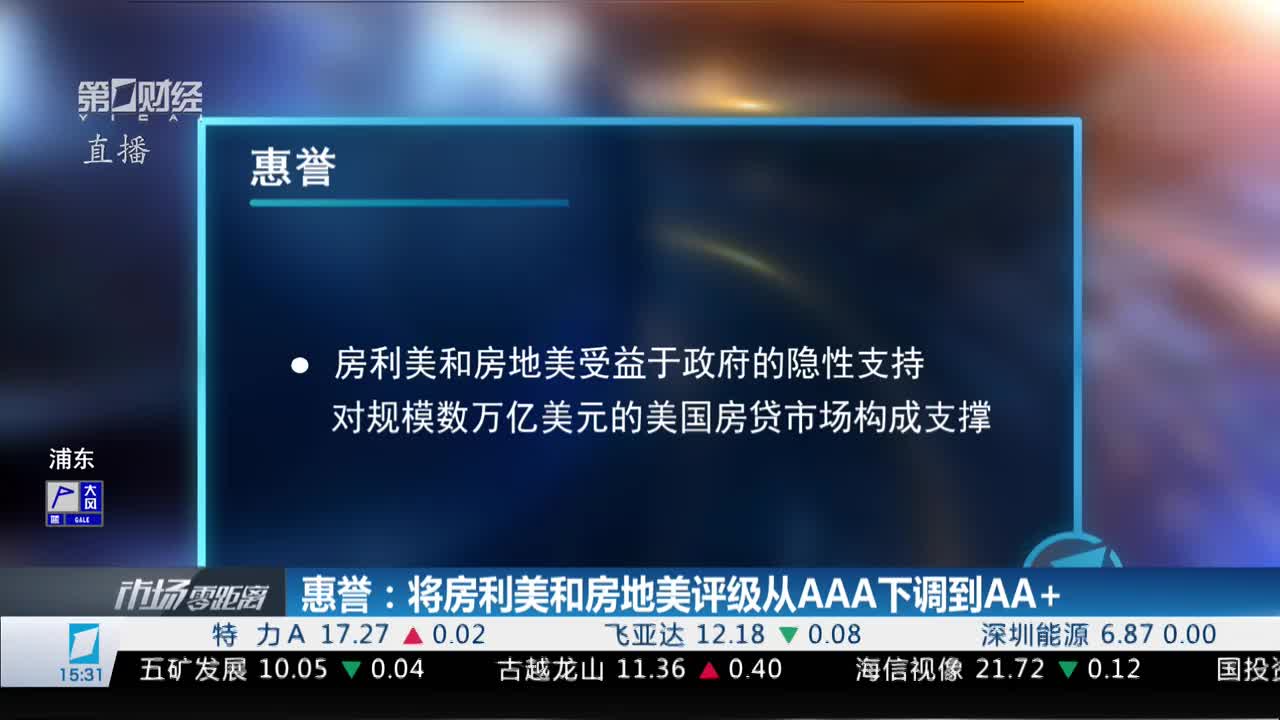 第一财经
YICAI
直播
惠誉
● 房利美和房地美受益于政府的隐性支持
对规模数万亿美元的美国房贷市场构成支撑
浦东
大风
蓝 GALE
市场零距离
惠誉：将房利美和房地美评级从AAA下调到AA+
特 力A 17.27 ▲ 0.02 飞亚达 12.18 ▼ 0.08 深圳能源 6.87 0.00
15:31
五矿发展 10.05 ▼ 0.04 古越龙山 11.36 ▲ 0.40 海信视像 21.72 ▼ 0.12 国投资